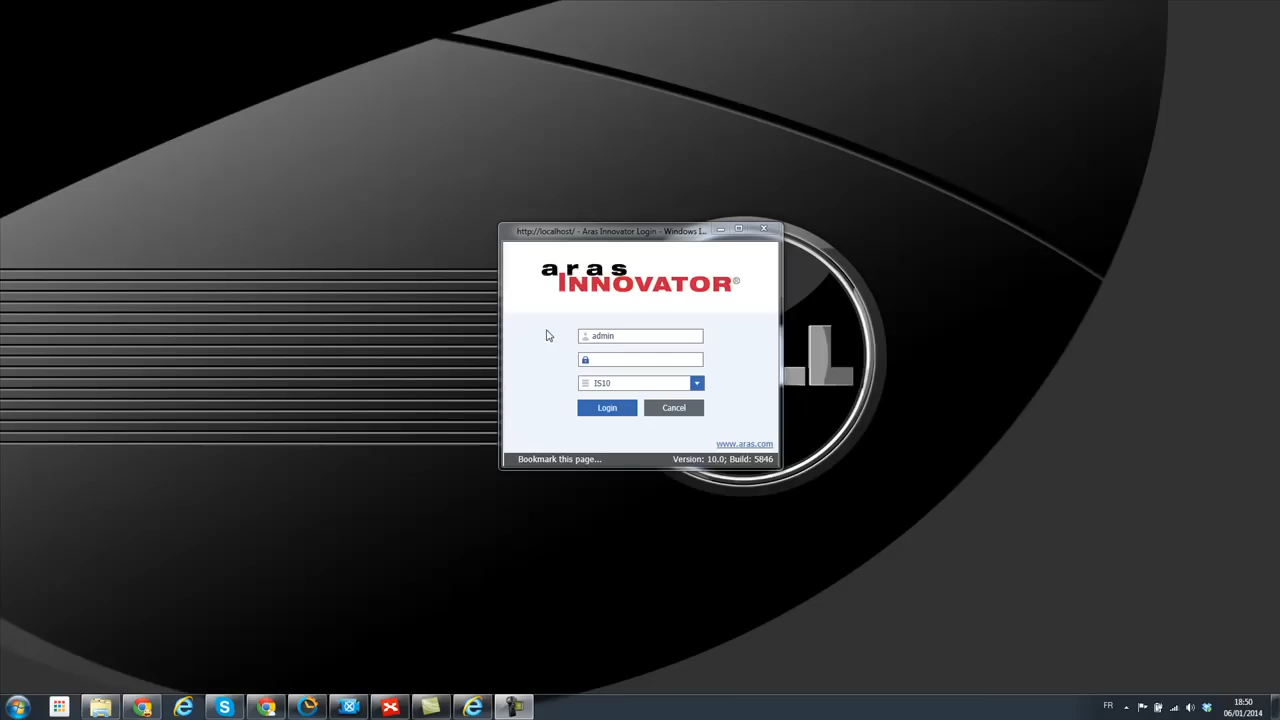 http://localhost/ - Aras Innovator Login - Windows I...
aras
INNOVATOR®
admin
IS10
Login
Cancel
www.aras.com
Bookmark this page...
Version: 10.0; Build: 5846
L
FR
18:50
06/01/2014